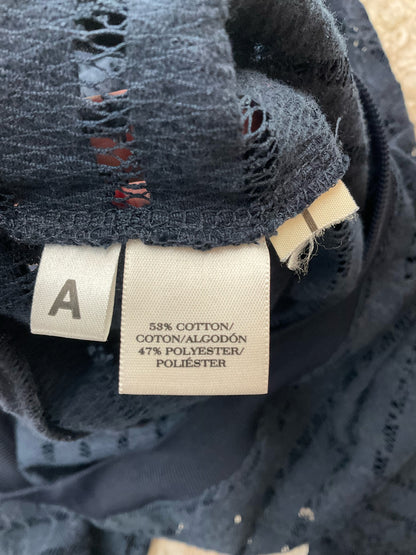 A
53% COTTON/
COTON/ALGODÓN
47% POLYESTER/
POLIÉSTER